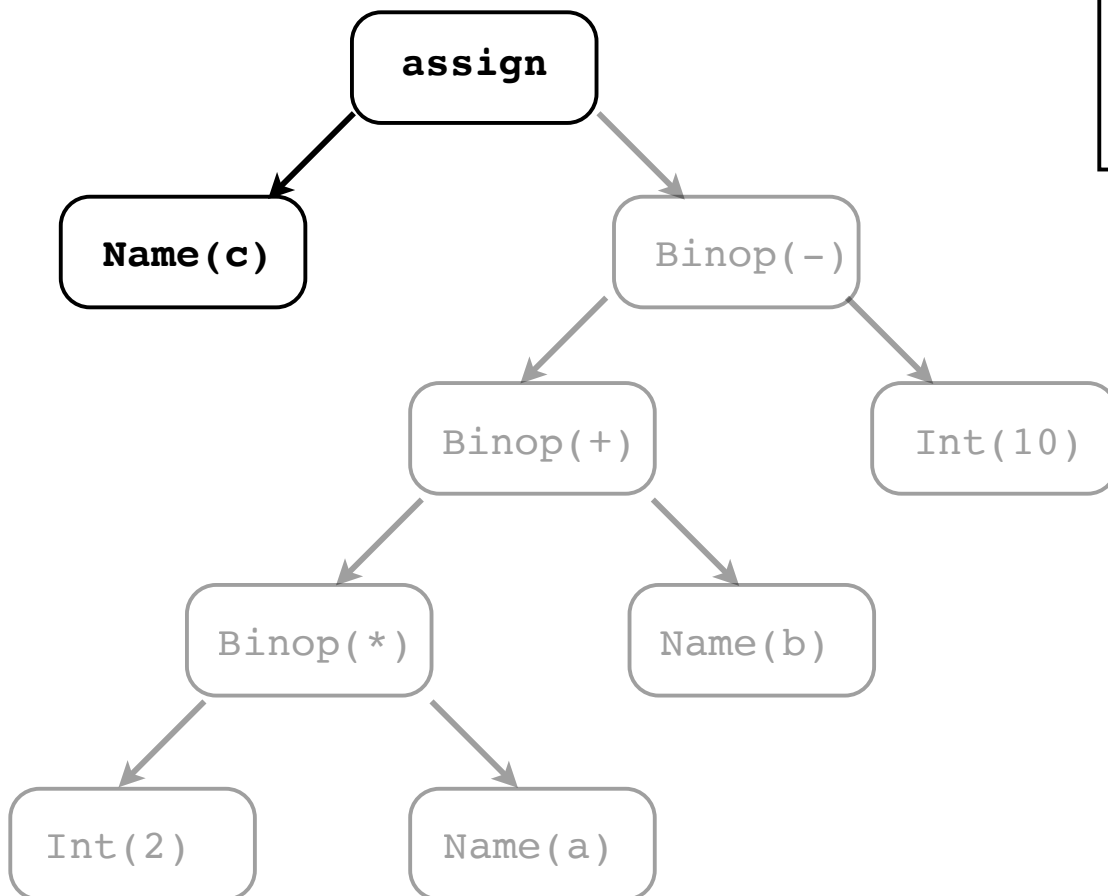 assign
Name(c)
Binop(-)
Binop(+)
Int(10)
Binop(*)
Name(b)
Int(2)
Name(a)